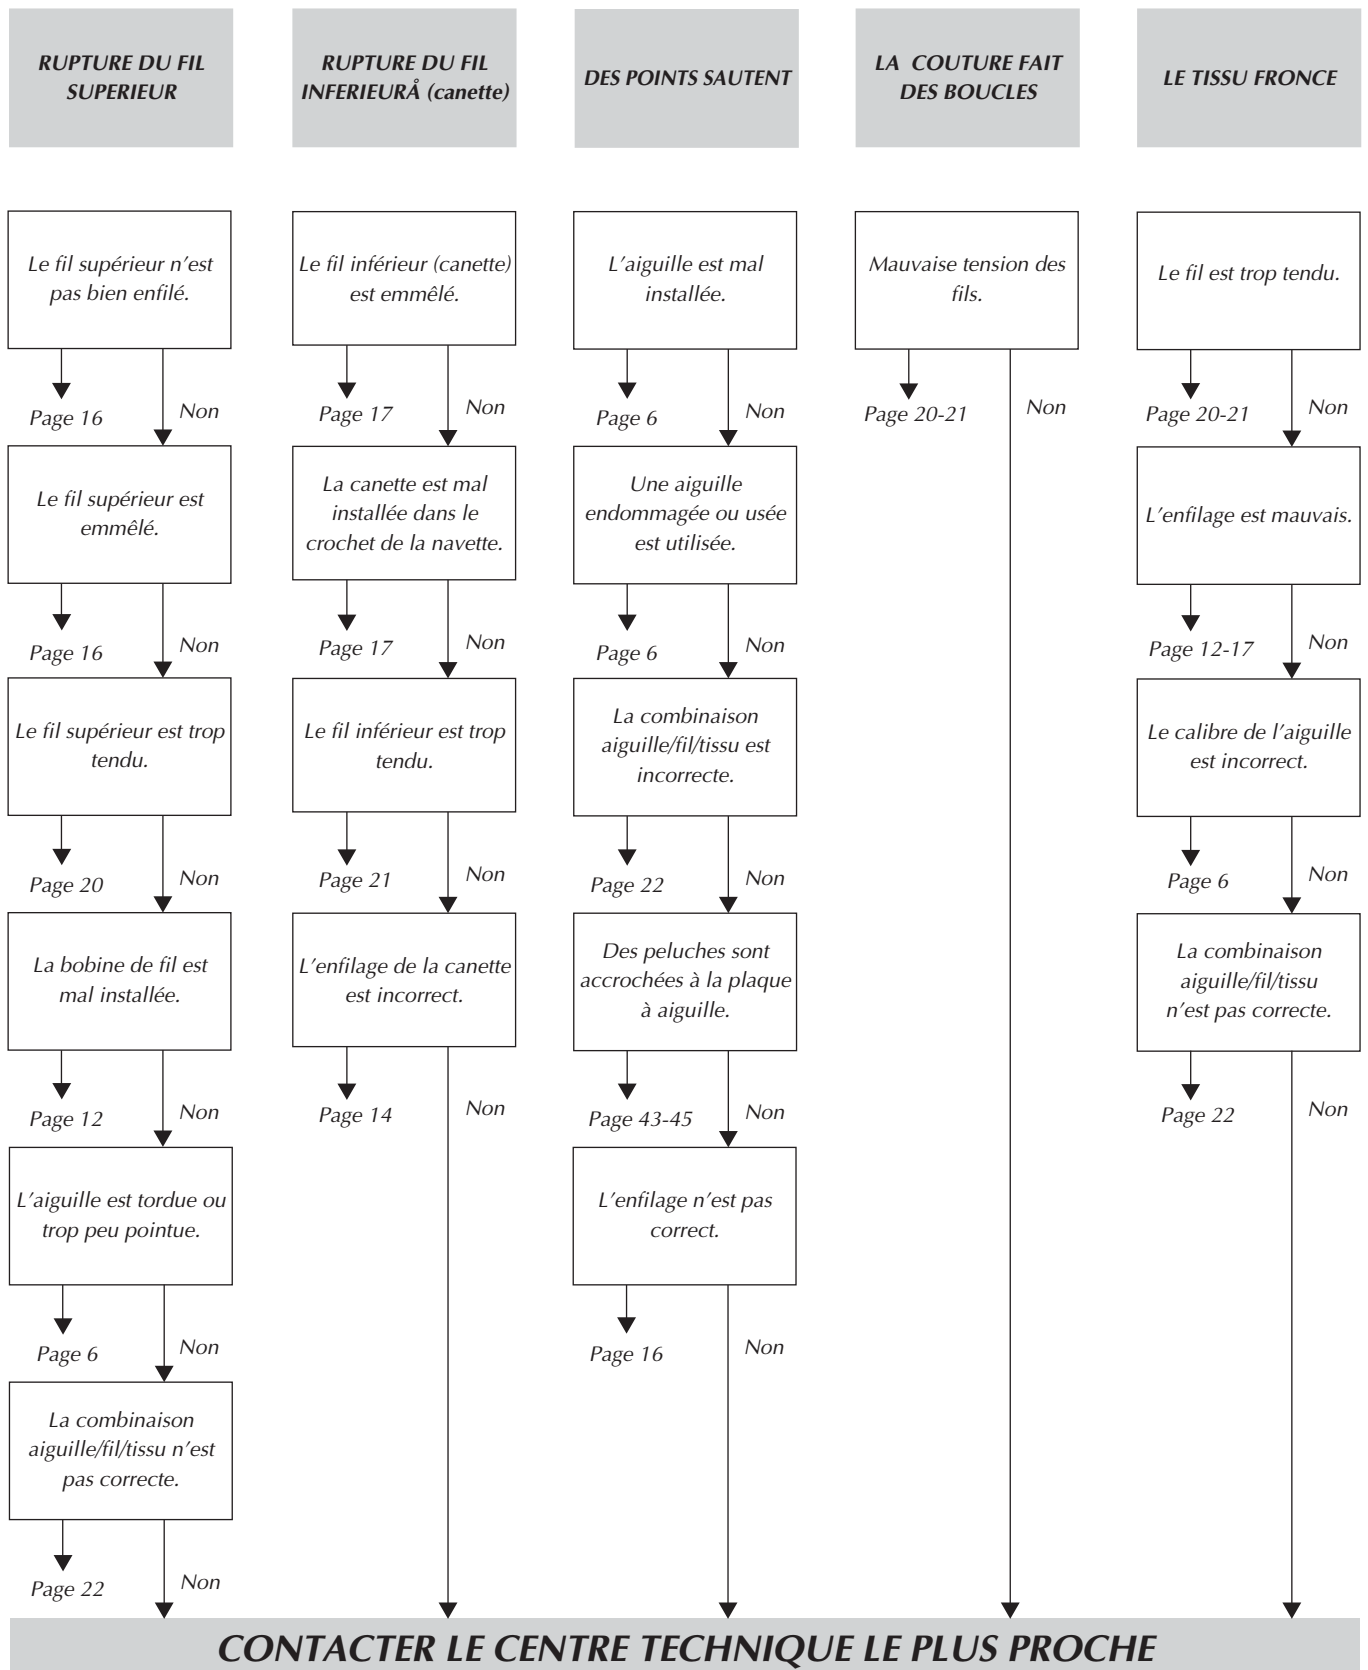 RUPTURE DU FIL
SUPERIEUR
Le fil supérieur n'est
pas bien enfilé.
Page 16
Non
Le fil supérieur est
emmêlé.
Page 16
Non
Le fil supérieur est trop
tendu.
Page 20
Non
La bobine de fil est
mal installée.
Page 12
Non
L'aiguille est tordue ou
trop peu pointue.
Page 6
Non
La combinaison
aiguille/fil/tissu n'est
pas correcte.
Page 22
Non
RUPTURE DU FIL
INFERIEURÅ (canette)
Le fil inférieur (canette)
est emmêlé.
Page 17
Non
La canette est mal
installée dans le
crochet de la navette.
Page 17
Non
Le fil inférieur est trop
tendu.
Page 21
Non
L'enfilage de la canette
est incorrect.
Page 14
Non
DES POINTS SAUTENT
L'aiguille est mal
installée.
Page 6
Non
Une aiguille
endommagée ou usée
est utilisée.
Page 6
Non
La combinaison
aiguille/fil/tissu est
incorrecte.
Page 22
Non
Des peluches sont
accrochées à la plaque
à aiguille.
Page 43-45
Non
L'enfilage n'est pas
correct.
Page 16
Non
LA COUTURE FAIT
DES BOUCLES
Mauvaise tension des
fils.
Page 20-21
Non
LE TISSU FRONCE
Le fil est trop tendu.
Page 20-21
Non
L'enfilage est mauvais.
Page 12-17
Non
Le calibre de l'aiguille
est incorrect.
Page 6
Non
La combinaison
aiguille/fil/tissu
n'est pas correcte.
Page 22
Non
CONTACTER LE CENTRE TECHNIQUE LE PLUS PROCHE